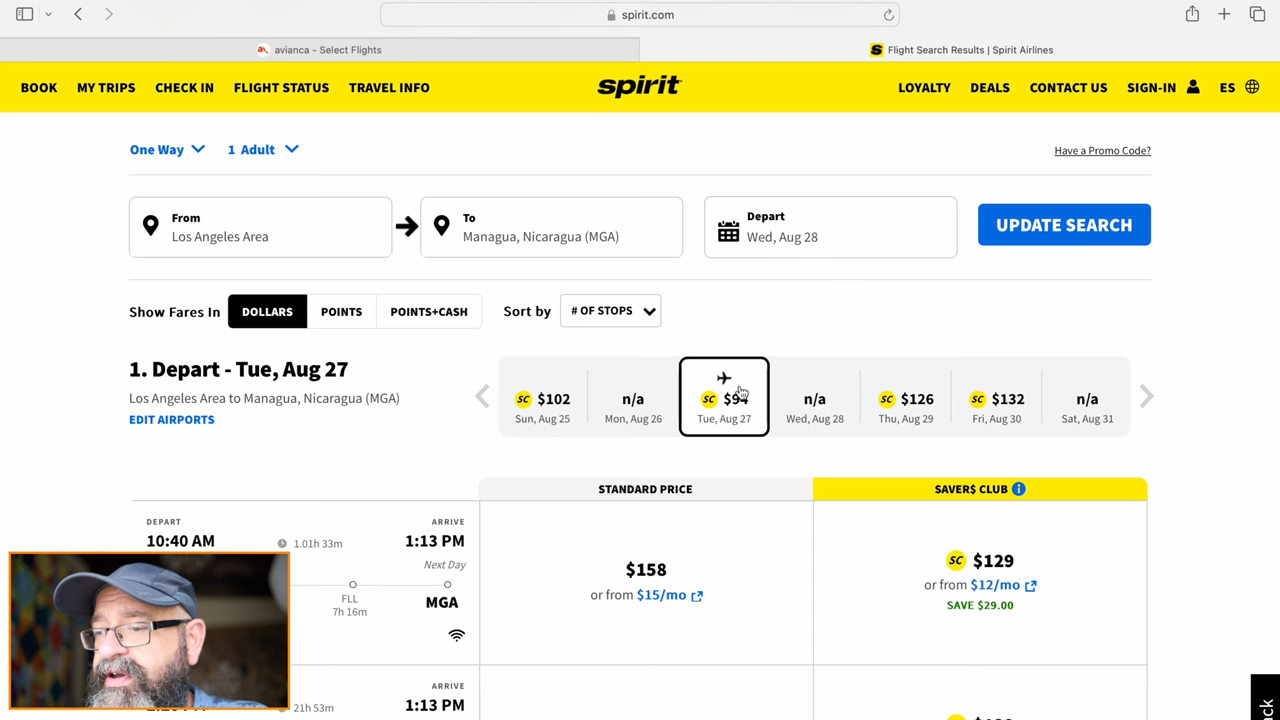 spirit.com
avianca - Select Flights
Flight Search Results | Spirit Airlines
BOOK MY TRIPS CHECK IN FLIGHT STATUS TRAVEL INFO spirit LOYALTY DEALS CONTACT US SIGN-IN ES
One Way 1 Adult Have a Promo Code?
From
Los Angeles Area
To
Managua, Nicaragua (MGA)
Depart
Wed, Aug 28
UPDATE SEARCH
Show Fares In DOLLARS POINTS POINTS+CASH Sort by # OF STOPS
1. Depart - Tue, Aug 27
Los Angeles Area to Managua, Nicaragua (MGA)
EDIT AIRPORTS
SC $102 n/a SC n/a SC $126 SC $132 n/a
Sun, Aug 25 Mon, Aug 26 Tue, Aug 27 Wed, Aug 28 Thu, Aug 29 Fri, Aug 30 Sat, Aug 31
STANDARD PRICE SAVER$ CLUB i
DEPART ARRIVE
10:40 AM 1.01h 33m 1:13 PM
Next Day
FLL
7h 16m
MGA
$158
or from $15/mo
SC $129
or from $12/mo
SAVE $29.00
ARRIVE
21h 53m 1:13 PM